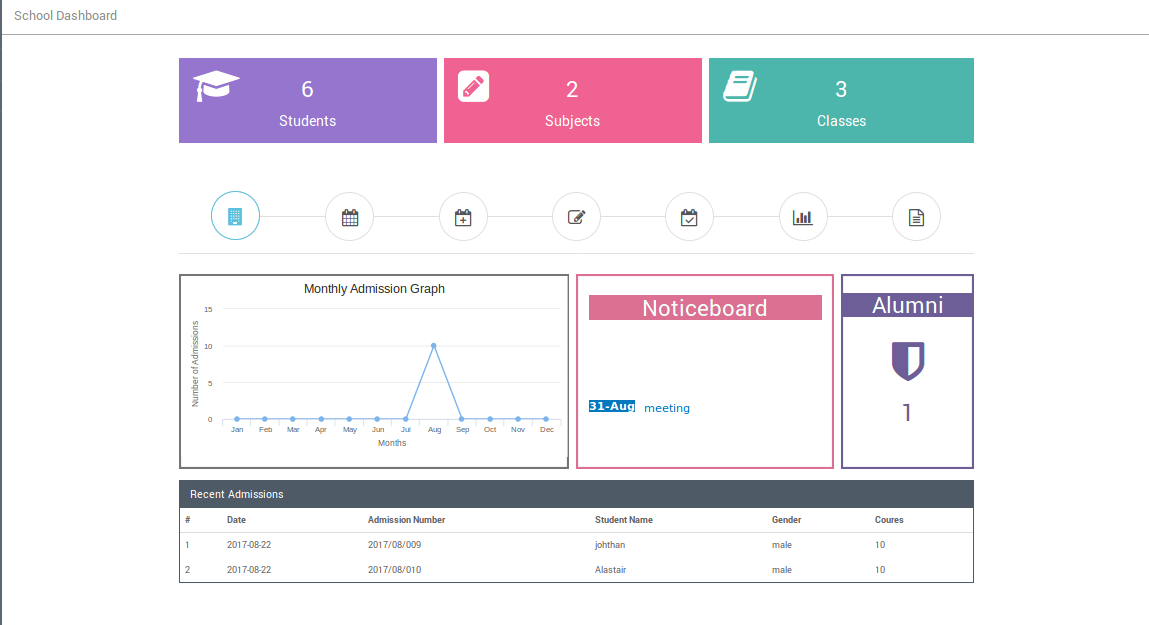 School Dashboard
6
Students
2
Subjects
3
Classes
Monthly Admission Graph
Number of Admissions
15
10
5
0
Jan Feb Mar Apr May Jun Jul Aug Sep Oct Nov Dec
Months
Noticeboard
31-Aug meeting
Alumni
1
Recent Admissions
# Date Admission Number Student Name Gender Coures
1 2017-08-22 2017/08/009 johthan male 10
2 2017-08-22 2017/08/010 Alastair male 10